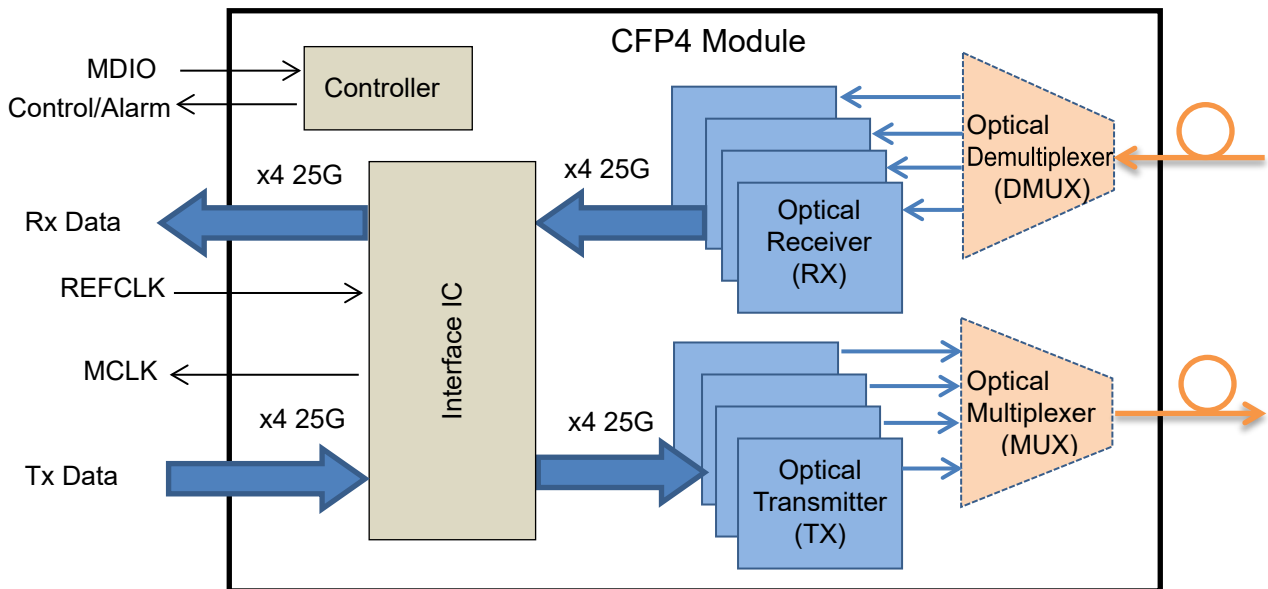 CFP4 Module
MDIO
Control/Alarm
Controller
x4 25G
x4 25G
Rx Data
REFCLK
MCLK
x4 25G
x4 25G
Tx Data
Interface IC
Optical
Receiver
(RX)
Optical
Demultiplexer
(DMUX)
Optical
Transmitter
(TX)
Optical
Multiplexer
(MUX)